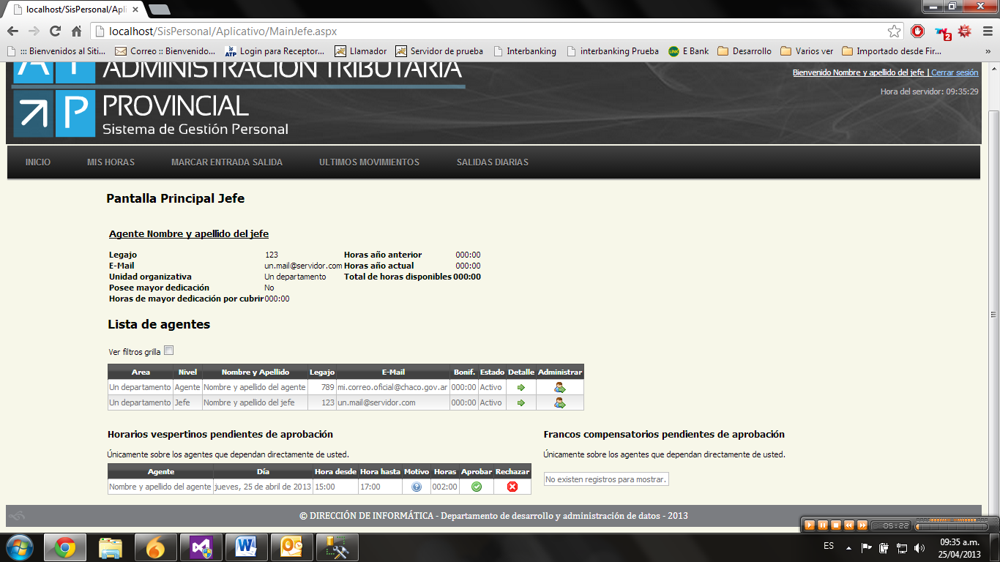 localhost/SisPersonal/Apli
localhost/SisPersonal/Aplicativo/MainJefe.aspx
2
::: Bienvenidos al Siti... Correo :: Bienvenido... ATP Login para Receptor... Llamador Servidor de prueba Interbanking interbanking Prueba LINK E Bank Desarrollo Varios ver Importado desde Fir... »
ADMINISTRACIÓN TRIBUTARIA
PROVINCIAL
P
Sistema de Gestión Personal
Bienvenido Nombre y apellido del jefe | Cerrar sesión
Hora del servidor: 09:35:29
INICIO MIS HORAS MARCAR ENTRADA SALIDA ULTIMOS MOVIMIENTOS SALIDAS DIARIAS
Pantalla Principal Jefe
Agente Nombre y apellido del jefe
Legajo 123 Horas año anterior 000:00
E-Mail un.mail@servidor.com Horas año actual 000:00
Unidad organizativa Un departamento Total de horas disponibles 000:00
Posee mayor dedicación No
Horas de mayor dedicación por cubrir 000:00
Lista de agentes
Ver filtros grilla
Area Nivel Nombre y Apellido Legajo E-Mail Bonif. Estado Detalle Administrar
Un departamento Agente Nombre y apellido del agente 789 mi.correo.oficial@chaco.gov.ar 000:00 Activo
Un departamento Jefe Nombre y apellido del jefe 123 un.mail@servidor.com 000:00 Activo
Horarios vespertinos pendientes de aprobación
Únicamente sobre los agentes que dependan directamente de usted.
Agente Día Hora desde Hora hasta Motivo Horas Aprobar Rechazar
Nombre y apellido del agente jueves, 25 de abril de 2013 15:00 17:00 002:00
Francos compensatorios pendientes de aprobación
Únicamente sobre los agentes que dependan directamente de usted.
No existen registros para mostrar.
© DIRECCIÓN DE INFORMÁTICA - Departamento de desarrollo y administración de datos - 2013
05:22
ES
09:35 a.m.
25/04/2013